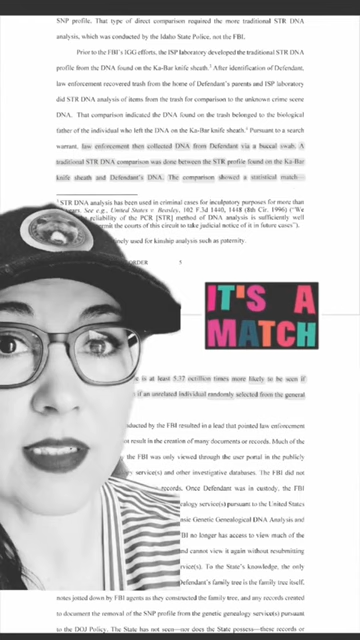 SNP profile. That type of direct comparison required the more traditional STR DNA
analysis, which was conducted by the Idaho State Police, not the FBI.
Prior to the FBI's IGG efforts, the ISP laboratory developed the traditional STR DNA
profile from the DNA found on the Ka-Bar knife sheath.³ After identification of Defendant,
law enforcement recovered trash from the home of Defendant's parents and ISP laboratory
did STR DNA analysis of items from the trash for comparison to the unknown crime scene
DNA. That comparison indicated the DNA found on the trash belonged to the biological
father of the individual who left the DNA on the Ka-Bar knife sheath.⁴ Pursuant to a search
warrant, law enforcement then collected DNA from Defendant via a buccal swab. A
traditional STR DNA comparison was done between the STR profile found on the Ka-Bar
knife sheath and Defendant's DNA. The comparison showed a statistical match—
STR DNA analysis has been used in criminal cases for inculpatory purposes for more than
See e.g., United States v. Beasley, 102 F.3d 1440, 1448 (8th Cir. 1996) ("We
reliability of the PCR [STR] method of DNA analysis is sufficiently well
permit the courts of this circuit to take judicial notice of it in future cases").
used for kinship analysis such as paternity.
ORDER 5
IT'S A
MATCH
is at least 5.37 octillion times more likely to be seen if
if an unrelated individual randomly selected from the general
conducted by the FBI resulted in a lead that pointed law enforcement
not result in the creation of many documents or records. Much of the
the FBI was only viewed through the user portal in the publicly
service(s) and other investigative databases. The FBI did not
records. Once Defendant was in custody, the FBI
service(s) pursuant to the United States
Genetic Genealogical DNA Analysis and
FBI no longer has access to view much of the
and cannot view it again without resubmitting
To the State's knowledge, the only
Defendant's family tree is the family tree itself,
notes jotted down by FBI agents as they constructed the family tree, and any records created
to document the removal of the SNP profile from the genetic genealogy service(s) pursuant
to the DOJ Policy. The State has not seen—nor does the State possess—these records or